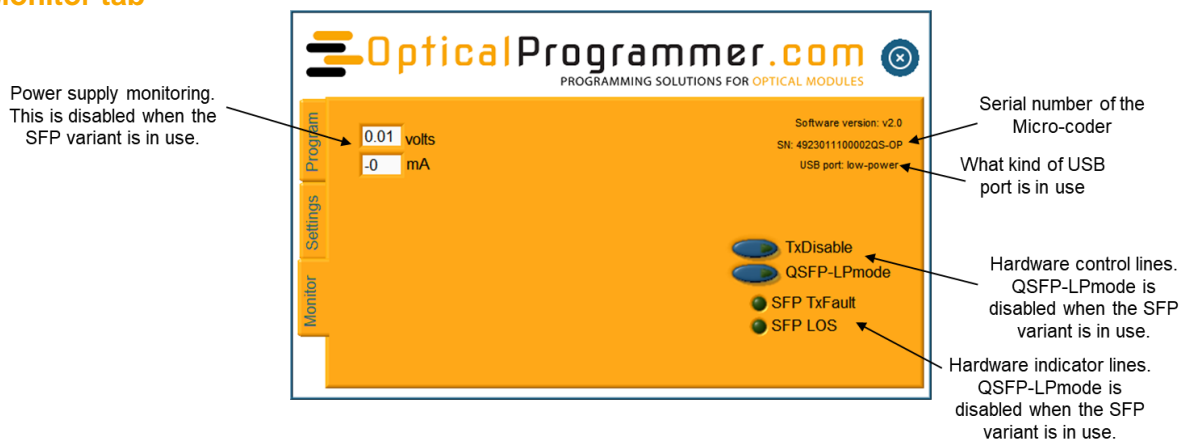 Monitor tab
OpticalProgrammer.com
PROGRAMMING SOLUTIONS FOR OPTICAL MODULES
Power supply monitoring.
This is disabled when the
SFP variant is in use.
Program
Settings
Monitor
0.01 volts
-0 mA
Software version: v2.0
SN: 4923011100002QS-OP
USB port: low-power
Serial number of the
Micro-coder
What kind of USB
port is in use
TxDisable
QSFP-LPmode
SFP TxFault
SFP LOS
Hardware control lines.
QSFP-LPmode is
disabled when the SFP
variant is in use.
Hardware indicator lines.
QSFP-LPmode is
disabled when the SFP
variant is in use.